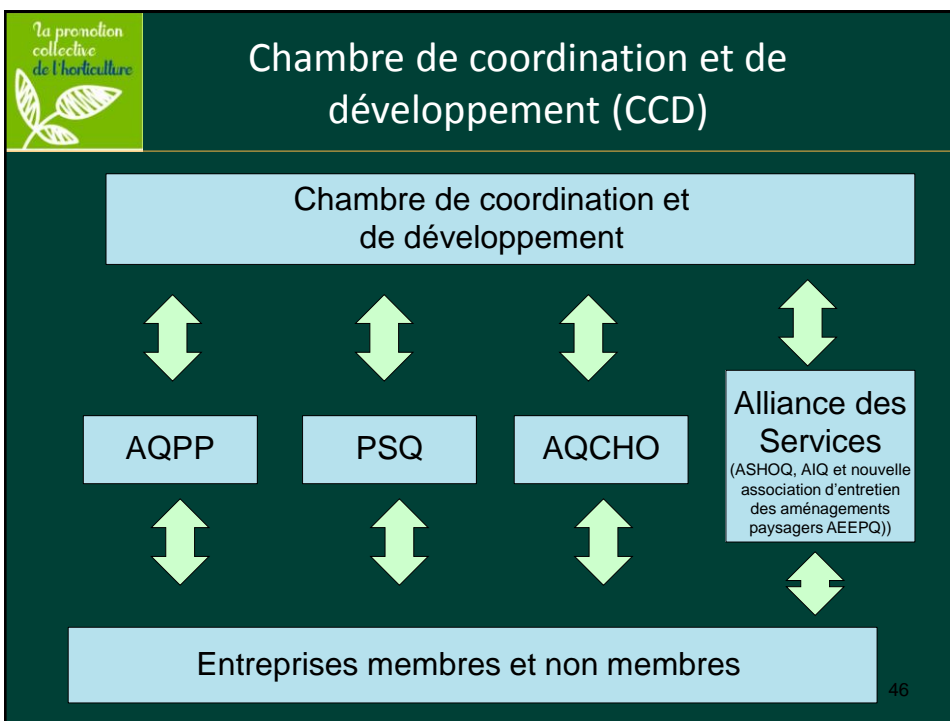 la promotion
collective
de l'horticulture
Chambre de coordination et de
développement (CCD)
Chambre de coordination et
de développement
AQPP
PSQ
AQCHO
Alliance des
Services
(ASHOQ, AIQ et nouvelle
association d'entretien
des aménagements
paysagers AEEPQ))
Entreprises membres et non membres
46